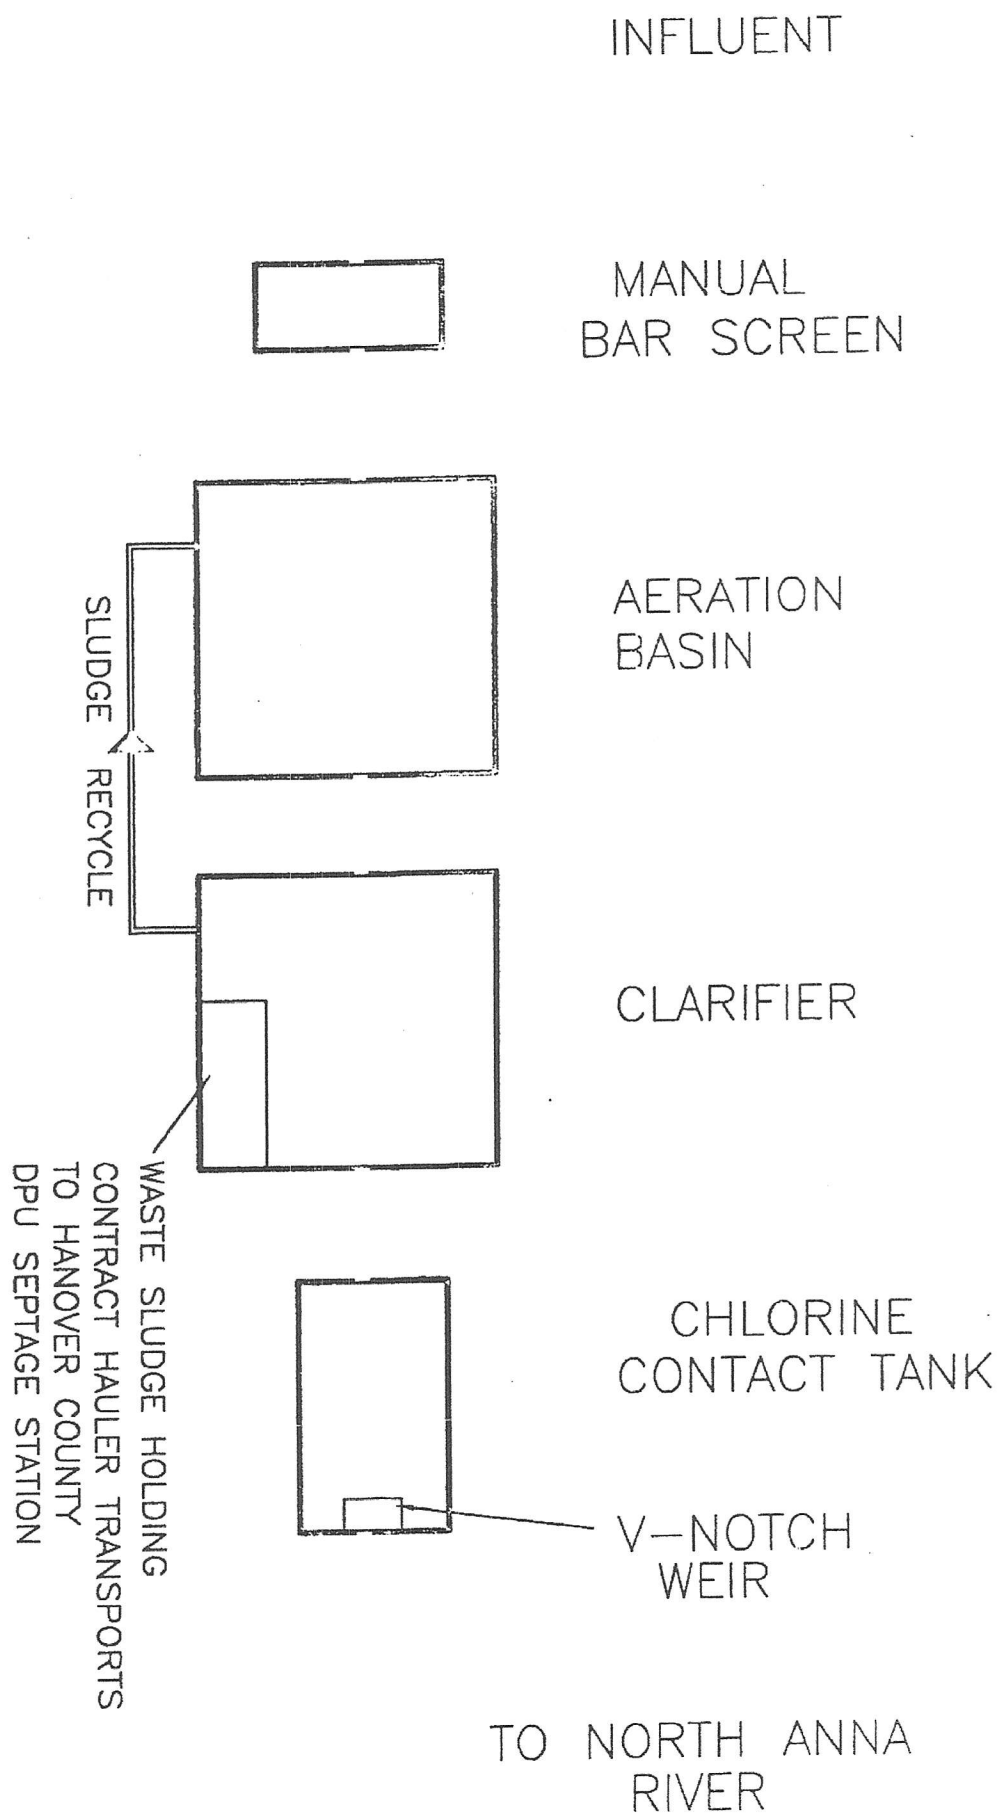 INFLUENT
MANUAL
BAR SCREEN
AERATION
BASIN
SLUDGE RECYCLE
CLARIFIER
WASTE SLUDGE HOLDING
CONTRACT HAULER TRANSPORTS
TO HANOVER COUNTY
DPU SEPTAGE STATION
CHLORINE
CONTACT TANK
V-NOTCH
WEIR
TO NORTH ANNA
RIVER